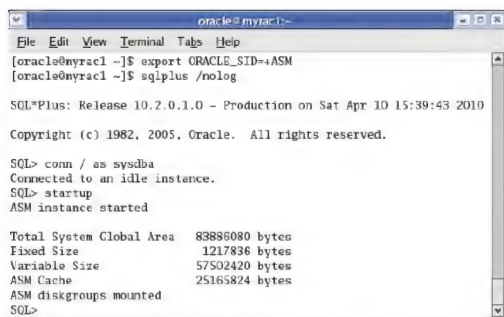 oracle@myrac1:~
File Edit View Terminal Tabs Help
[oracle@myrac1 ~]$ export ORACLE_SID=+ASM
[oracle@myrac1 ~]$ sqlplus /nolog
SQL*Plus: Release 10.2.0.1.0 - Production on Sat Apr 10 15:39:43 2010
Copyright (c) 1982, 2005, Oracle. All rights reserved.
SQL> conn / as sysdba
Connected to an idle instance.
SQL> startup
ASM instance started
Total System Global Area 83886080 bytes
Fixed Size 1217836 bytes
Variable Size 57502420 bytes
ASM Cache 25165824 bytes
ASM diskgroups mounted
SQL>